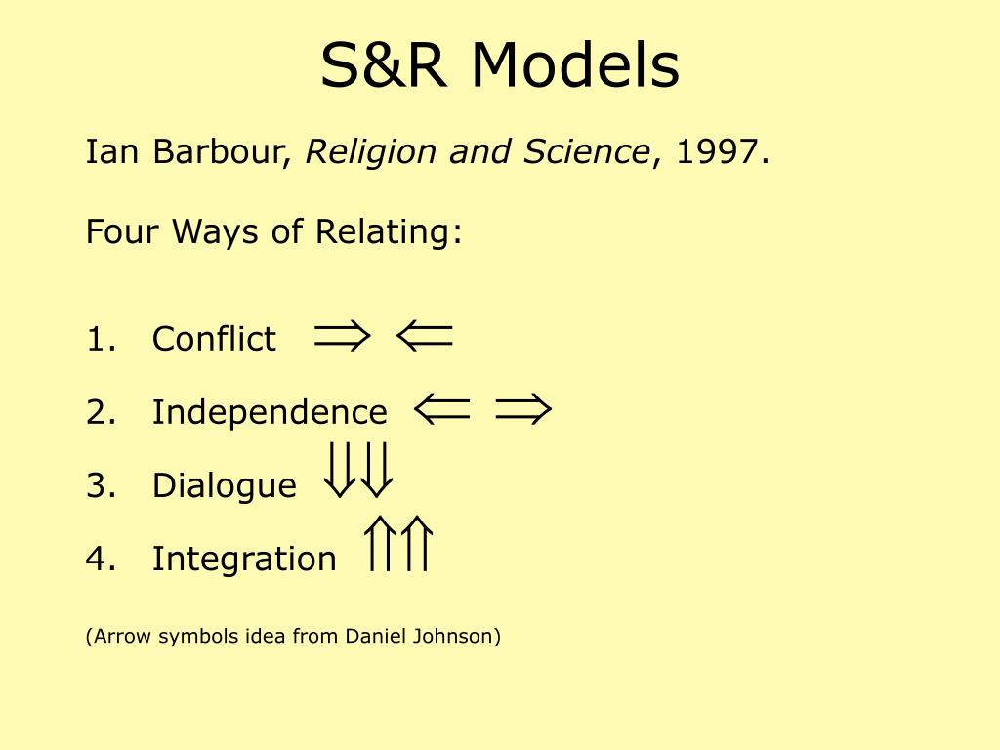 S&R Models
Ian Barbour, Religion and Science, 1997.
Four Ways of Relating:
1. Conflict ⇒ ⇐
2. Independence ⇐ ⇒
3. Dialogue ⇓⇓
4. Integration ⇑⇑
(Arrow symbols idea from Daniel Johnson)